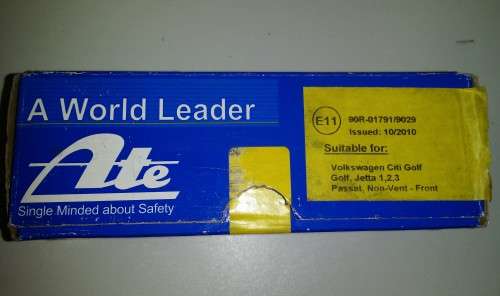 A World Leader
Ate
Single Minded about Safety
E11
90R-01791/9029
Issued: 10/2010
Suitable for:
Volkswagen Citi Golf
Golf, Jetta 1,2,3
Passat, Non-Vent - Front